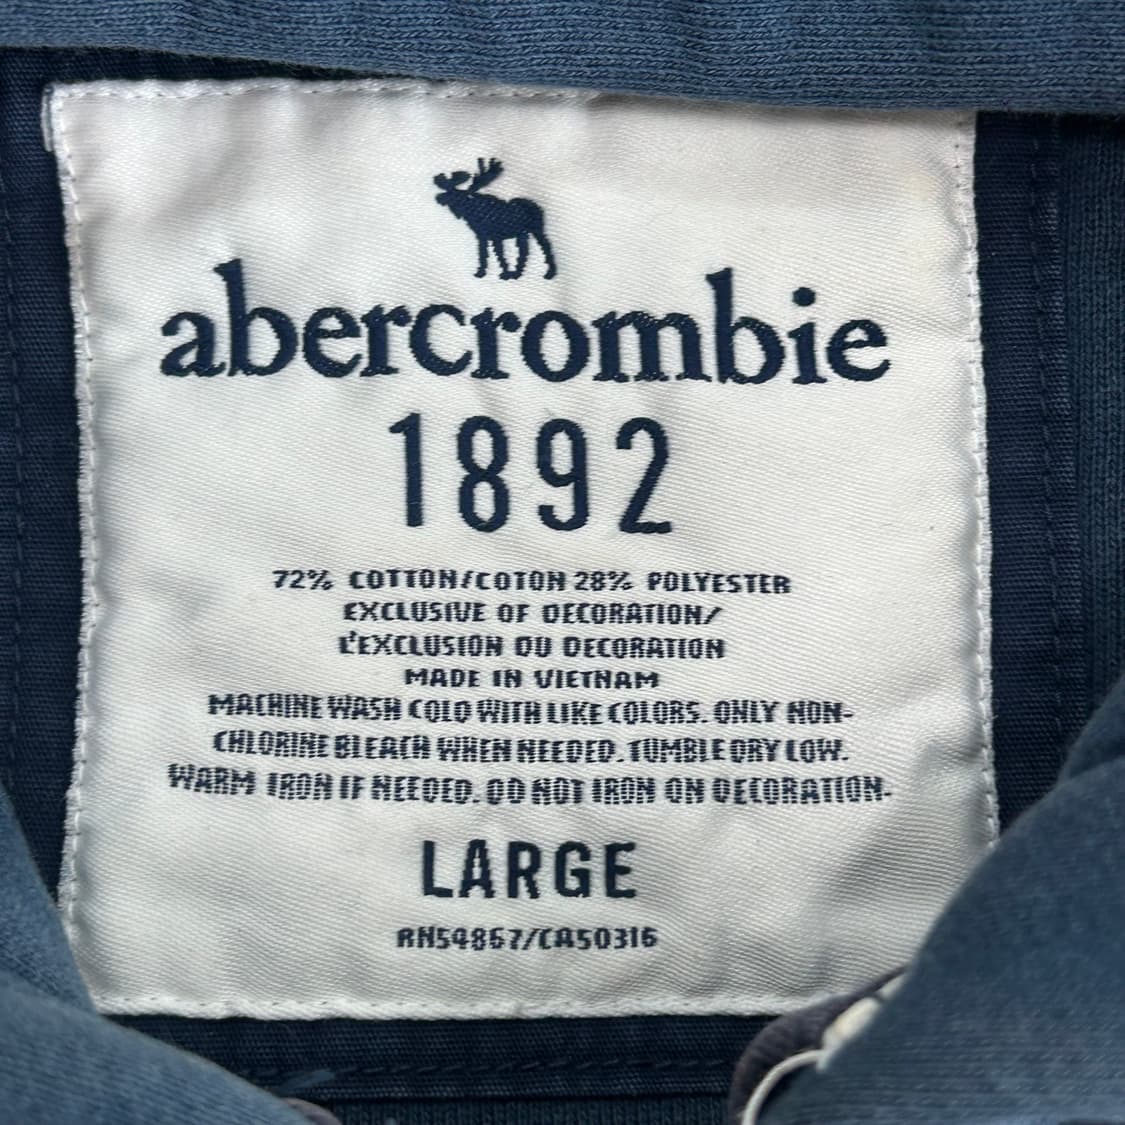 abercrombie
1892
72% COTTON/COTON 28% POLYESTER
EXCLUSIVE OF DECORATION/
L'EXCLUSION DU DECORATION
MADE IN VIETNAM
MACHINE WASH COLD WITH LIKE COLORS. ONLY NON-
CHLORINE BLEACH WHEN NEEDED. TUMBLE DRY LOW.
WARM IRON IF NEEDED. DO NOT IRON ON DECORATION.
LARGE
RN54867/CA50316